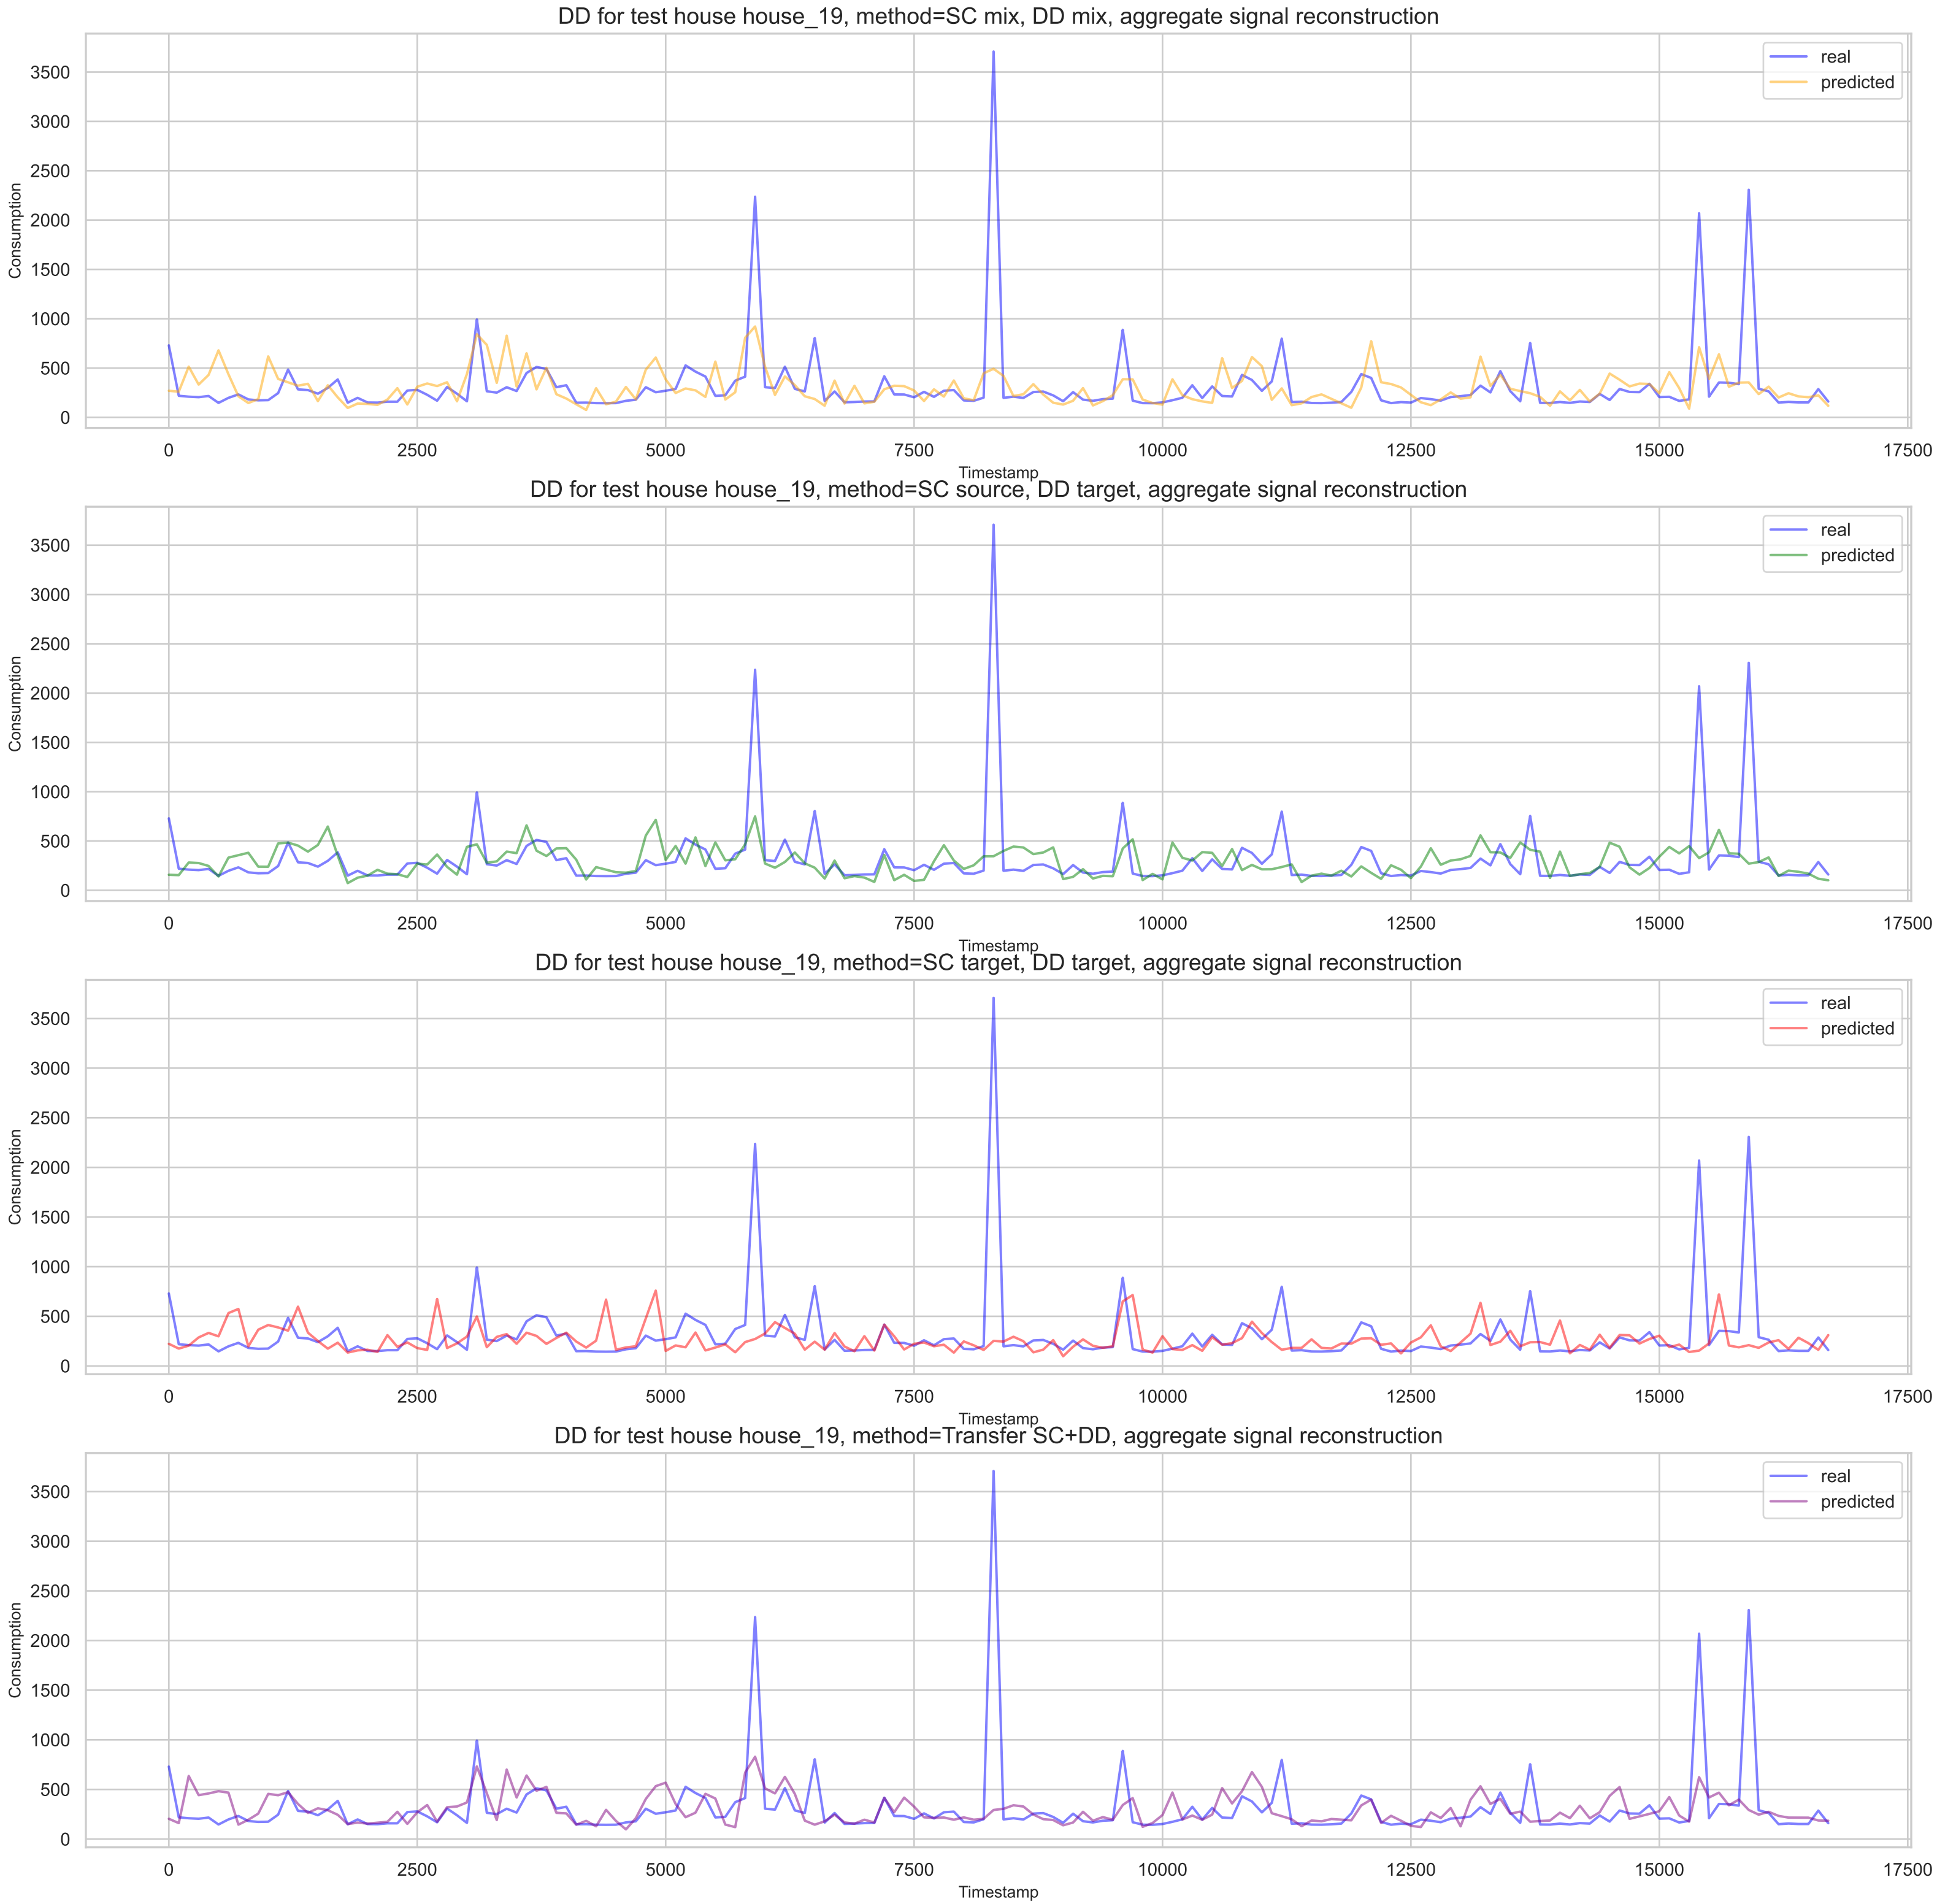 DD for test house house_19, method=SC mix, DD mix, aggregate signal reconstruction
real
predicted
3500
3000
2500
2000
1500
1000
500
0
Consumption
0 2500 5000 7500 10000 12500 15000 17500
Timestamp
DD for test house house_19, method=SC source, DD target, aggregate signal reconstruction
real
predicted
3500
3000
2500
2000
1500
1000
500
0
Consumption
0 2500 5000 7500 10000 12500 15000 17500
Timestamp
DD for test house house_19, method=SC target, DD target, aggregate signal reconstruction
real
predicted
3500
3000
2500
2000
1500
1000
500
0
Consumption
0 2500 5000 7500 10000 12500 15000 17500
Timestamp
DD for test house house_19, method=Transfer SC+DD, aggregate signal reconstruction
real
predicted
3500
3000
2500
2000
1500
1000
500
0
Consumption
0 2500 5000 7500 10000 12500 15000 17500
Timestamp